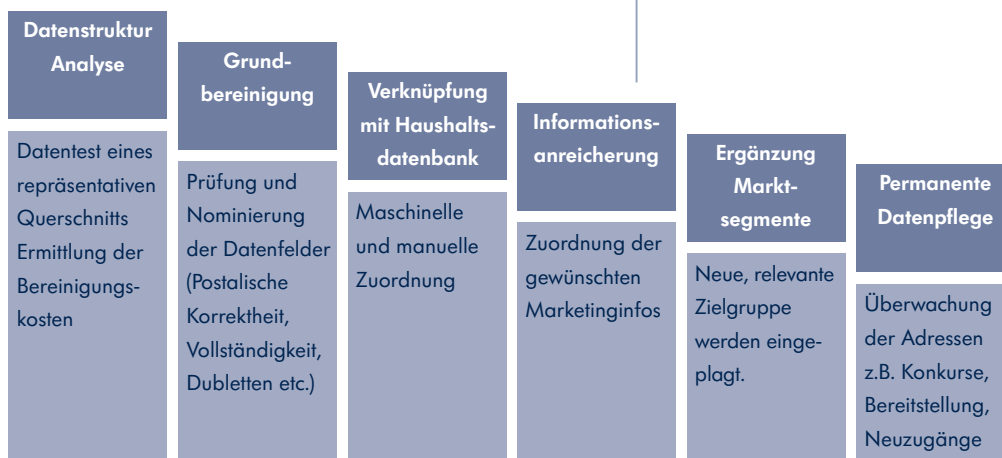 Datenstruktur
Analyse
Datentest eines
repräsentativen
Querschnitts
Ermittlung der
Bereinigungs-
kosten
Grund-
bereinigung
Prüfung und
Nominierung
der Datenfelder
(Postalische
Korrektheit,
Vollständigkeit,
Dubletten etc.)
Verknüpfung
mit Haushalts-
datenbank
Maschinelle
und manuelle
Zuordnung
Informations-
anreicherung
Zuordnung der
gewünschten
Marketinginfos
Ergänzung
Markt-
segmente
Neue, relevante
Zielgruppe
werden einge-
plagt.
Permanente
Datenpflege
Überwachung
der Adressen
z.B. Konkurse,
Bereitstellung,
Neuzugänge